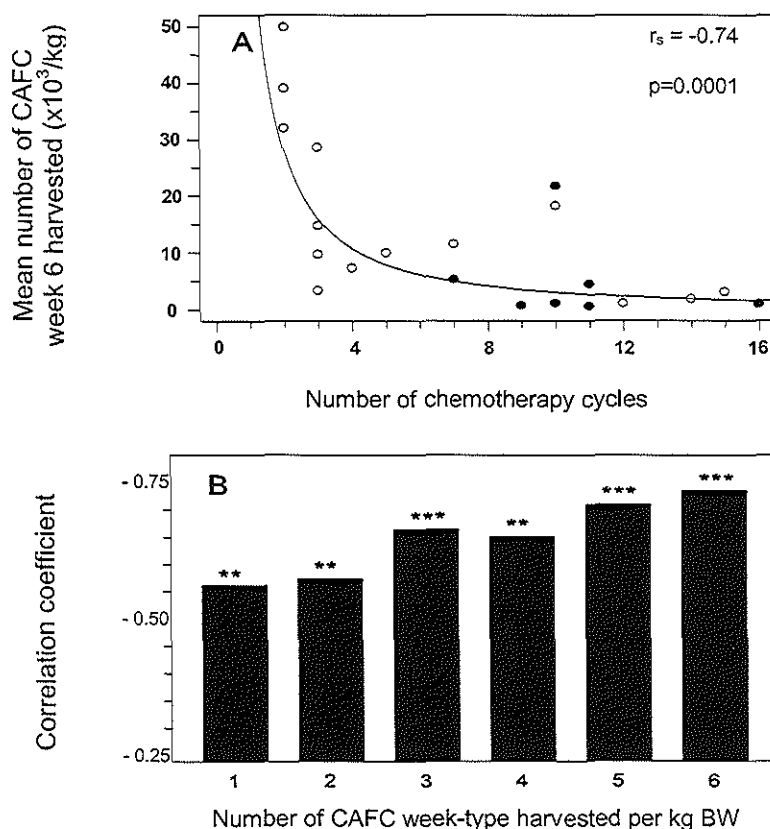 A
r_s = -0.74
p=0.0001
Mean number of CAFC
week 6 harvested (x10³/kg)
50
40
30
20
10
0
0
4
8
12
16
Number of chemotherapy cycles
B
Correlation coefficient
- 0.75
- 0.50
- 0.25
**
**
***
**
***
***
1
2
3
4
5
6
Number of CAFC week-type harvested per kg BW